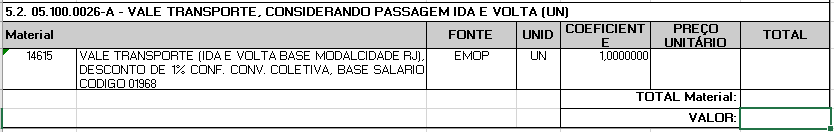 5.2. 05.100.0026-A - VALE TRANSPORTE, CONSIDERANDO PASSAGEM IDA E VOLTA (UN)
Material FONTE UNID COEFICIENT E PREÇO UNITÁRIO TOTAL
14615 VALE TRANSPORTE (IDA E VOLTA BASE MODALCIDADE RJ), EMOP UN 1,0000000
DESCONTO DE 1% CONF. CONV. COLETIVA, BASE SALARIO
CODIGO 01968
TOTAL Material:
VALOR: